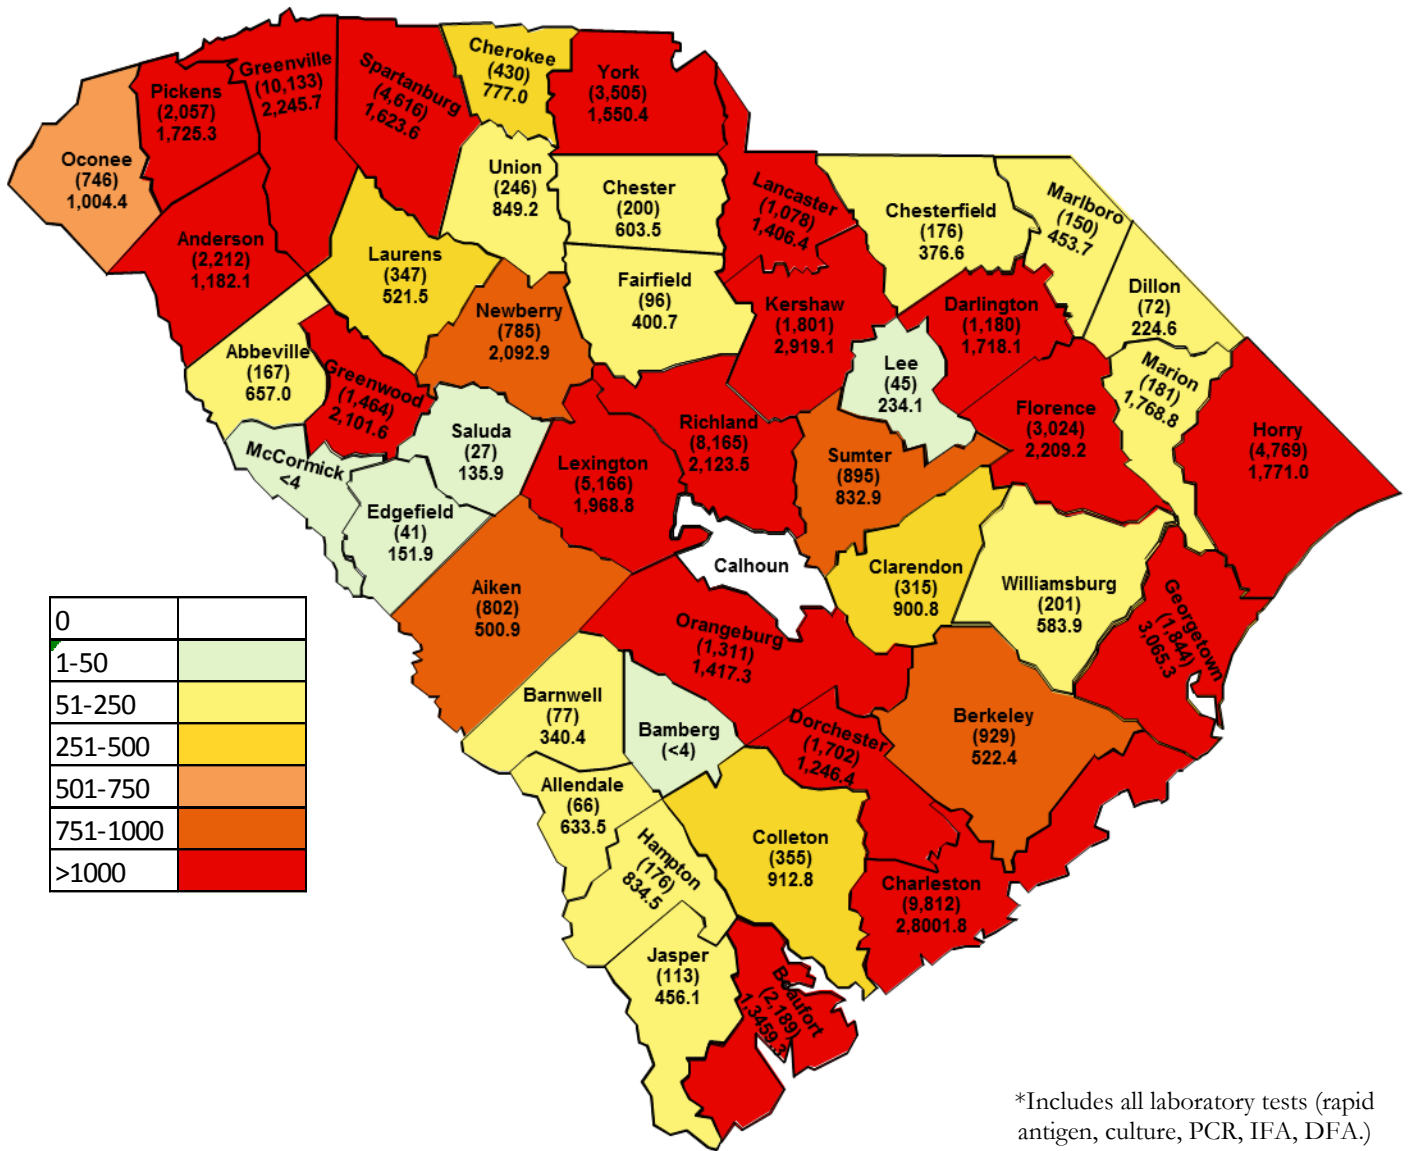 Cherokee
(430)
777.0
York
(3,505)
1,550.4
Greenville
(10,133)
2,245.7
Spartanburg
(4,616)
1,623.6
Pickens
(2,057)
1,725.3
Oconee
(746)
1,004.4
Union
(246)
849.2
Chester
(200)
603.5
Lancaster
(1,078)
1,406.4
Chesterfield
(176)
376.6
Marlboro
(150)
453.7
Anderson
(2,212)
1,182.1
Laurens
(347)
521.5
Fairfield
(96)
400.7
Kershaw
(1,801)
2,919.1
Darlington
(1,180)
1,718.1
Dillon
(72)
224.6
Newberry
(785)
2,092.9
Abbeville
(167)
657.0
Greenwood
(1,464)
2,101.6
Lee
(45)
234.1
Marion
(181)
1,768.8
Saluda
(27)
135.9
Richland
(8,165)
2,123.5
Florence
(3,024)
2,209.2
Horry
(4,769)
1,771.0
McCormick
<4
Lexington
(5,166)
1,968.8
Sumter
(895)
832.9
Edgefield
(41)
151.9
Calhoun
Clarendon
(315)
900.8
Williamsburg
(201)
583.9
Aiken
(802)
500.9
Orangeburg
(1,311)
1,417.3
Georgetown
(1,844)
3,065.3
Barnwell
(77)
340.4
Bamberg
(<4)
Dorchester
(1,702)
1,246.4
Berkeley
(929)
522.4
Allendale
(66)
633.5
Hampton
(176)
834.5
Colleton
(355)
912.8
Charleston
(9,812)
2,8001.8
Jasper
(113)
456.1
Beaufort
(2,189)
1,3459.3
0
1-50
51-250
251-500
501-750
751-1000
>1000
*Includes all laboratory tests (rapid
antigen, culture, PCR, IFA, DFA.)